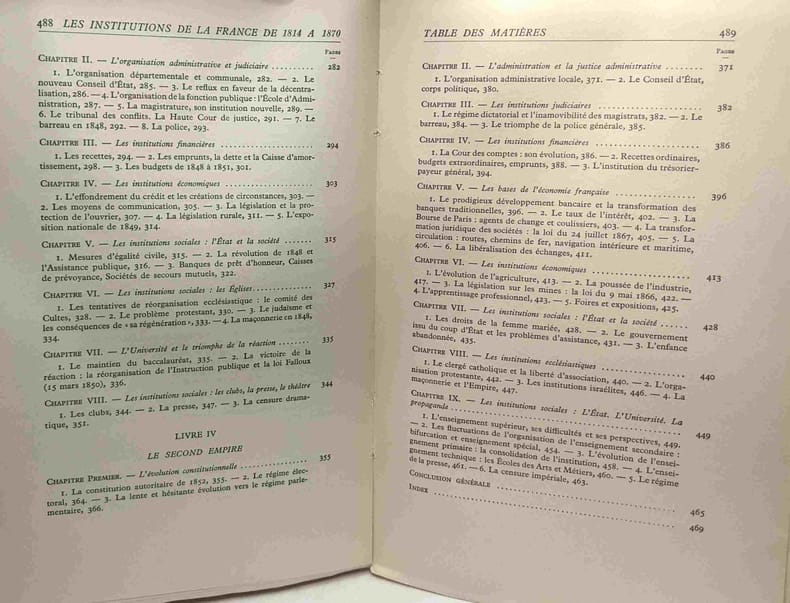 488 LES INSTITUTIONS DE LA FRANCE DE 1814 A 1870
PAGES
CHAPITRE II. — L'organisation administrative et judiciaire .......... 282
1. L'organisation départementale et communale, 282. — 2. Le
nouveau Conseil d'État, 285. — 3. Le reflux en faveur de la décentra-
lisation, 286. — 4. L'organisation de la fonction publique : l'École d'Admi-
nistration, 287. — 5. La magistrature, son institution nouvelle, 289. —
6. Le tribunal des conflits. La Haute Cour de justice, 291. — 7. Le
barreau en 1848, 292. — 8. La police, 293.
CHAPITRE III. — Les institutions financières .................... 294
1. Les recettes, 294. — 2. Les emprunts, la dette et la Caisse d'amor-
tissement, 298. — 3. Les budgets de 1848 à 1851, 301.
CHAPITRE IV. — Les institutions économiques .................... 303
1. L'effondrement du crédit et les créations de circonstances, 303. —
2. Les moyens de communication, 305. — 3. La législation et la pro-
tection de l'ouvrier, 307. — 4. La législation rurale, 311. — 5. L'expo-
sition nationale de 1849, 314.
CHAPITRE V. — Les institutions sociales : l'État et la société ....... 315
1. Mesures d'égalité civile, 315. — 2. La révolution de 1848 et
l'Assistance publique, 316. — 3. Banques de prêt d'honneur, Caisses
de prévoyance, Sociétés de secours mutuels, 322.
CHAPITRE VI. — Les institutions sociales : les Églises.............. 327
1. Les tentatives de réorganisation ecclésiastique : le comité des
Cultes, 328. — 2. Le problème protestant, 330. — 3. Le judaïsme et
les conséquences de « sa régénération », 333. — 4. La maçonnerie en 1848,
334.
CHAPITRE VII. — L'Université et le triomphe de la réaction ........ 335
1. Le maintien du baccalauréat, 335. — 2. La victoire de la
réaction : la réorganisation de l'Instruction publique et la loi Falloux
(15 mars 1850), 336.
CHAPITRE VIII. — Les institutions sociales : les clubs, la presse, le théâtre 344
1. Les clubs, 344. — 2. La presse, 347. — 3. La censure drama-
tique, 351.
LIVRE IV
LE SECOND EMPIRE
CHAPITRE PREMIER. — L'évolution constitutionnelle ................ 355
1. La constitution autoritaire de 1852, 355. — 2. Le régime élec-
toral, 364. — 3. La lente et hésitante évolution vers le régime parle-
mentaire, 366.
TABLE DES MATIÈRES 489
PAGES
CHAPITRE II. — L'administration et la justice administrative ........ 371
1. L'organisation administrative locale, 371. — 2. Le Conseil d'État,
corps politique, 380.
CHAPITRE III. — Les institutions judiciaires .................... 382
1. Le régime dictatorial et l'inamovibilité des magistrats, 382. — 2. Le
barreau, 384. — 3. Le triomphe de la police générale, 385.
CHAPITRE IV. — Les institutions financières .................... 386
1. La Cour des comptes : son évolution, 386. — 2. Recettes ordinaires,
budgets extraordinaires, emprunts, 388. — 3. L'institution du trésorier-
payeur général, 394.
CHAPITRE V. — Les bases de l'économie française ................ 396
1. Le prodigieux développement bancaire et la transformation des
banques traditionnelles, 396. — 2. Le taux de l'intérêt, 402. — 3. La
Bourse de Paris : agents de change et coulissiers, 403. — 4. La transfor-
mation juridique des sociétés : la loi du 24 juillet 1867, 405. — 5. La
circulation : routes, chemins de fer, navigation intérieure et maritime,
406. — 6. La libéralisation des échanges, 411.
CHAPITRE VI. — Les institutions économiques .................... 413
1. L'évolution de l'agriculture, 413. — 2. La poussée de l'industrie,
417. — 3. La législation sur les mines : la loi du 9 mai 1866, 422. —
4. L'apprentissage professionnel, 423. — 5. Foires et expositions, 425.
CHAPITRE VII. — Les institutions sociales : l'État et la société ...... 428
1. Les droits de la femme mariée, 428. — 2. Le gouvernement
issu du coup d'État et les problèmes d'assistance, 431. — 3. L'enfance
abandonnée, 435.
CHAPITRE VIII. — Les institutions ecclésiastiques ................ 440
1. Le clergé catholique et la liberté d'association, 440. — 2. L'orga-
nisation protestante, 442. — 3. Les institutions israélites, 446. — 4. La
maçonnerie et l'Empire, 447.
CHAPITRE IX. — Les institutions sociales : L'État. L'Université. La
propagande .................... 449
1. L'enseignement supérieur, ses difficultés et ses perspectives, 449.
— 2. Les fluctuations de l'organisation de l'enseignement secondaire :
bifurcation et enseignement spécial, 454. — 3. L'évolution de l'ensei-
gnement primaire : la consolidation de l'institution, 458. — 4. L'ensei-
gnement technique : les Écoles des Arts et Métiers, 460. — 5. Le régime
de la presse, 461. — 6. La censure impériale, 463.
CONCLUSION GÉNÉRALE .................... 465
INDEX .................... 469